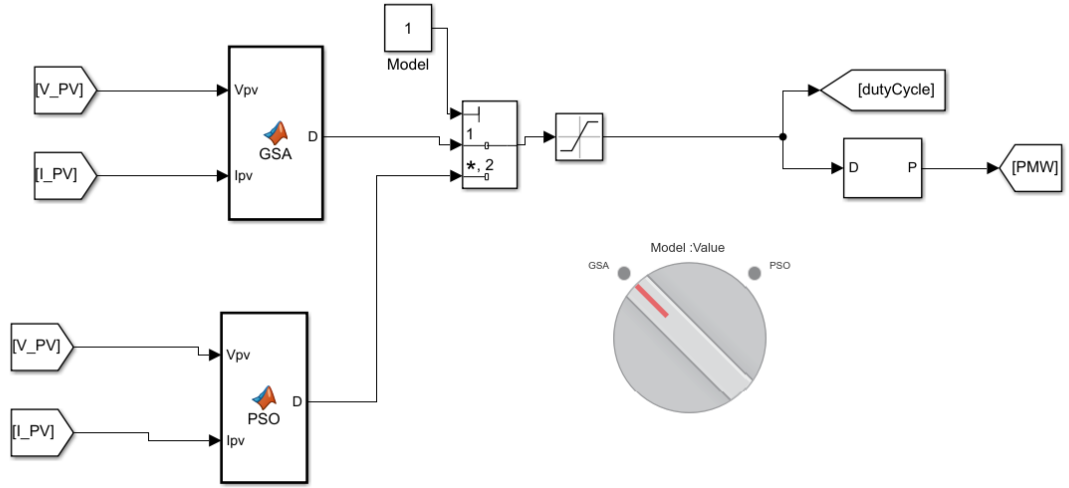 1
Model
[V_PV]
Vpv
[I_PV]
Ipv
GSA
D
1
*, 2
[dutyCycle]
D
P
[PMW]
Model :Value
GSA
PSO
[V_PV]
Vpv
[I_PV]
Ipv
PSO
D